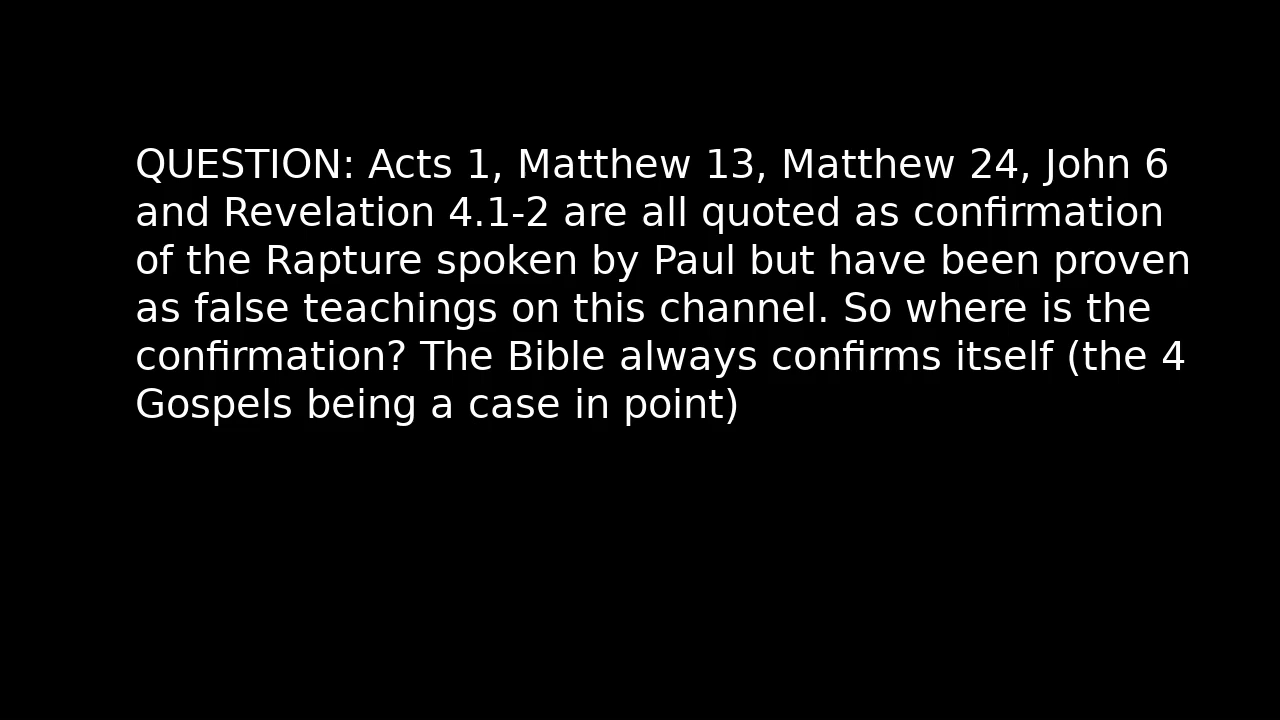 QUESTION: Acts 1, Matthew 13, Matthew 24, John 6
and Revelation 4.1-2 are all quoted as confirmation
of the Rapture spoken by Paul but have been proven
as false teachings on this channel. So where is the
confirmation? The Bible always confirms itself (the 4
Gospels being a case in point)